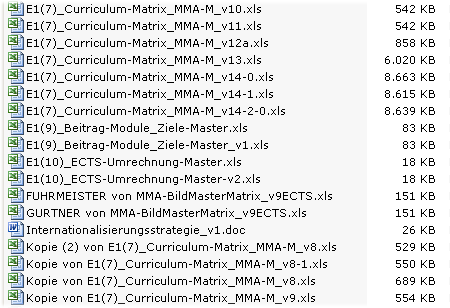 E1(7)_Curriculum-Matrix_MMA-M_v10.xls 542 KB
E1(7)_Curriculum-Matrix_MMA-M_v11.xls 542 KB
E1(7)_Curriculum-Matrix_MMA-M_v12a.xls 858 KB
E1(7)_Curriculum-Matrix_MMA-M_v13.xls 6.020 KB
E1(7)_Curriculum-Matrix_MMA-M_v14-0.xls 8.663 KB
E1(7)_Curriculum-Matrix_MMA-M_v14-1.xls 8.615 KB
E1(7)_Curriculum-Matrix_MMA-M_v14-2-0.xls 8.639 KB
E1(9)_Beitrag-Module_Ziele-Master.xls 83 KB
E1(9)_Beitrag-Module_Ziele-Master_v1.xls 83 KB
E1(10)_ECTS-Umrechnung-Master.xls 18 KB
E1(10)_ECTS-Umrechnung-Master-v2.xls 18 KB
FUHRMEISTER von MMA-BildMasterMatrix_v9ECTS.xls 151 KB
GURTNER von MMA-BildMasterMatrix_v9ECTS.xls 151 KB
Internationalisierungsstrategie_v1.doc 26 KB
Kopie (2) von E1(7)_Curriculum-Matrix_MMA-M_v8.xls 529 KB
Kopie von E1(7)_Curriculum-Matrix_MMA-M_v8-1.xls 550 KB
Kopie von E1(7)_Curriculum-Matrix_MMA-M_v8.xls 689 KB
Kopie von E1(7)_Curriculum-Matrix_MMA-M_v9.xls 554 KB